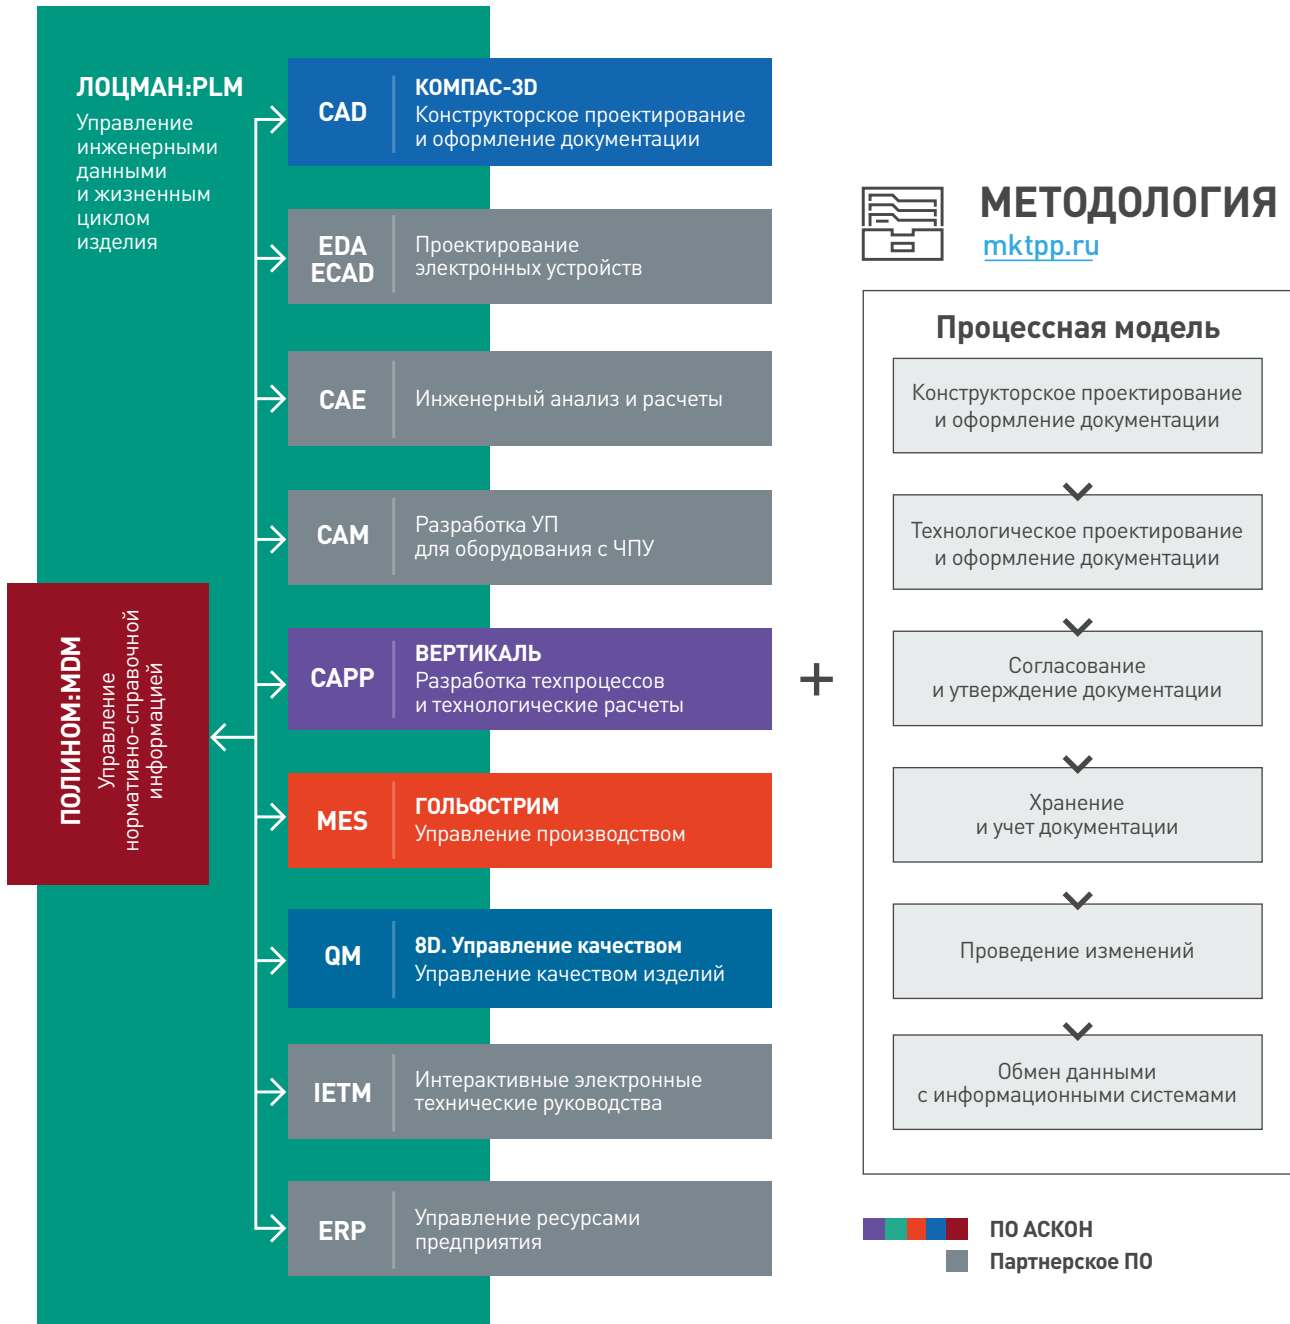 ЛОЦМАН:PLM
Управление
инженерными
данными
и жизненным
циклом
изделия
ПОЛИНОМ:MDM
Управление
нормативно-справочной
информацией
CAD
КОМПАС-3D
Конструкторское проектирование
и оформление документации
EDA
ECAD
Проектирование
электронных устройств
CAE
Инженерный анализ и расчеты
CAM
Разработка УП
для оборудования с ЧПУ
CAPP
ВЕРТИКАЛЬ
Разработка техпроцессов
и технологические расчеты
MES
ГОЛЬФСТРИМ
Управление производством
QM
8D. Управление качеством
Управление качеством изделий
IETM
Интерактивные электронные
технические руководства
ERP
Управление ресурсами
предприятия
+
МЕТОДОЛОГИЯ
mktpp.ru
Процессная модель
Конструкторское проектирование
и оформление документации
Технологическое проектирование
и оформление документации
Согласование
и утверждение документации
Хранение
и учет документации
Проведение изменений
Обмен данными
с информационными системами
ПО АСКОН
Партнерское ПО